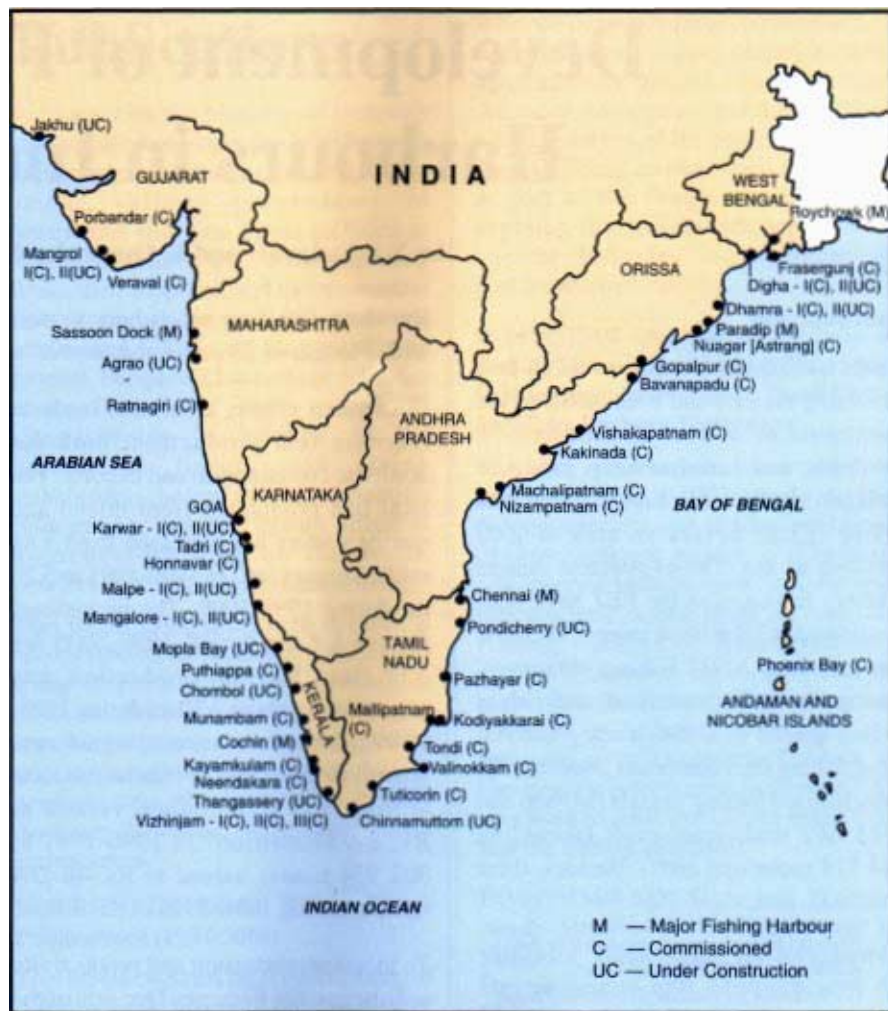 Jakhu (UC)
GUJARAT
INDIA
WEST
BENGAL
Roychowk (M)
Porbandar (C)
Mangrol
I(C), II(UC)
Veraval (C)
ORISSA
Frasergunj (C)
Digha - I(C), II(UC)
Dhamra - I(C), II(UC)
Paradip (M)
Nuagar [Astrang] (C)
Gopalpur (C)
Bavanapadu (C)
MAHARASHTRA
Sassoon Dock (M)
Agrao (UC)
Ratnagiri (C)
ANDHRA
PRADESH
Vishakapatnam (C)
Kakinada (C)
ARABIAN SEA
KARNATAKA
Machalipatnam (C)
Nizampatnam (C)
BAY OF BENGAL
GOA
Karwar - I(C), II(UC)
Tadri (C)
Honnavar (C)
Malpe - I(C), II(UC)
Mangalore - I(C), II(UC)
Chennai (M)
Pondicherry (UC)
TAMIL
NADU
Mopla Bay (UC)
Puthiappa (C)
Chombol (UC)
KERALA
Pazhayar (C)
Phoenix Bay (C)
ANDAMAN AND
NICOBAR ISLANDS
Munambam (C)
Mallipatnam
(C)
Kodiyakkarai (C)
Cochin (M)
Tondi (C)
Kayamkulam (C)
Valinokkam (C)
Neendakara (C)
Thangassery (UC)
Tuticorin (C)
Vizhinjam - I(C), II(C), III(C)
Chinnamuttom (UC)
INDIAN OCEAN
M — Major Fishing Harbour
C — Commissioned
UC — Under Construction